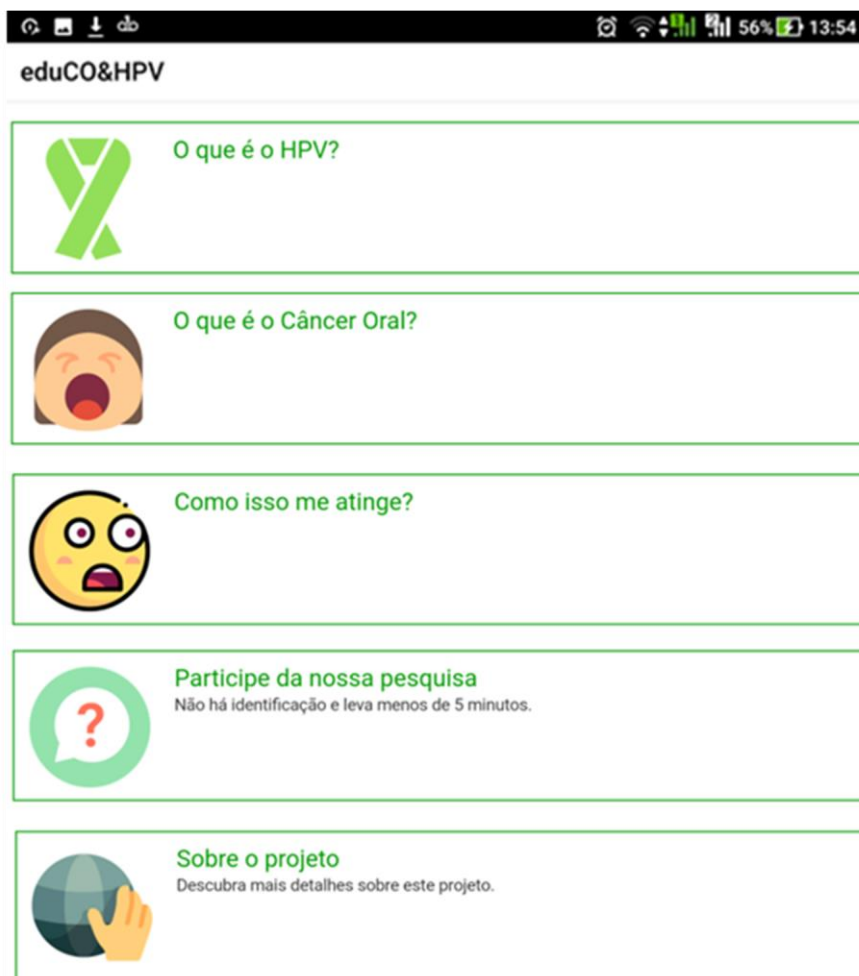 56% 13:54
eduCO&HPV
O que é o HPV?
O que é o Câncer Oral?
Como isso me atinge?
Participe da nossa pesquisa
Não há identificação e leva menos de 5 minutos.
?
Sobre o projeto
Descubra mais detalhes sobre este projeto.